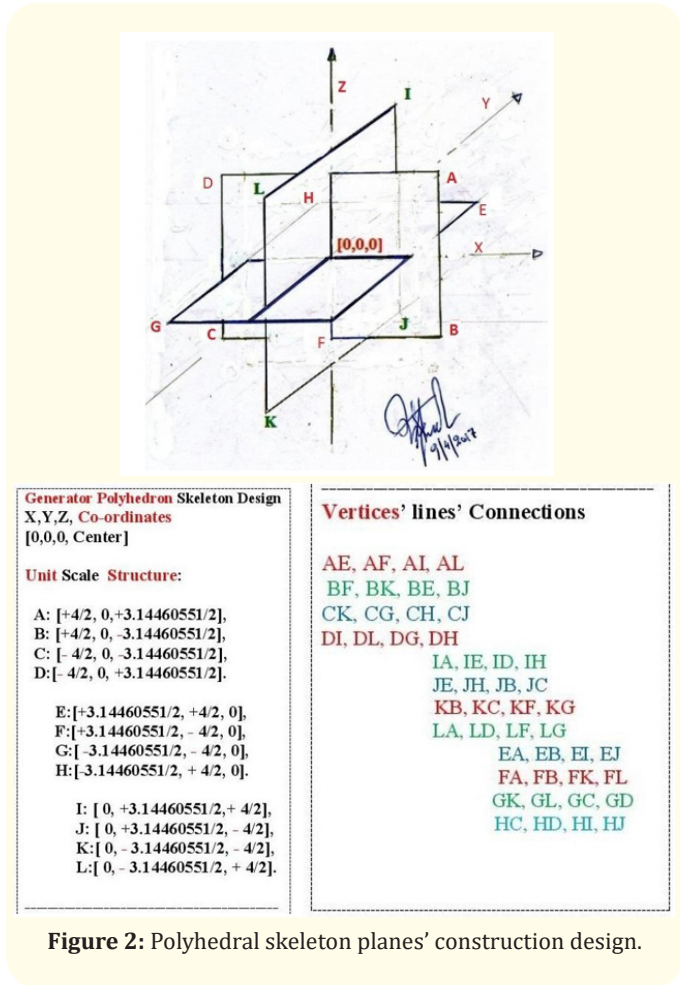 Z
I
Y
D
L
H
A
E
[0,0,0]
X
G
C
F
J
B
K
9/4/2017
Generator Polyhedron Skeleton Design
X,Y,Z, Co-ordinates
[0,0,0, Center]
Unit Scale Structure:
A: [+4/2, 0,+3.14460551/2],
B: [+4/2, 0, -3.14460551/2],
C: [- 4/2, 0, -3.14460551/2],
D:[- 4/2, 0, +3.14460551/2].
E:[+3.14460551/2, +4/2, 0],
F:[+3.14460551/2, - 4/2, 0],
G:[ -3.14460551/2, - 4/2, 0],
H:[-3.14460551/2, + 4/2, 0].
I: [ 0, +3.14460551/2,+ 4/2],
J: [ 0, +3.14460551/2, - 4/2],
K:[ 0, - 3.14460551/2, - 4/2],
L:[ 0, - 3.14460551/2, + 4/2].
Vertices' lines' Connections
AE, AF, AI, AL
BF, BK, BE, BJ
CK, CG, CH, CJ
DI, DL, DG, DH
IA, IE, ID, IH
JE, JH, JB, JC
KB, KC, KF, KG
LA, LD, LF, LG
EA, EB, EI, EJ
FA, FB, FK, FL
GK, GL, GC, GD
HC, HD, HI, HJ
Figure 2: Polyhedral skeleton planes' construction design.